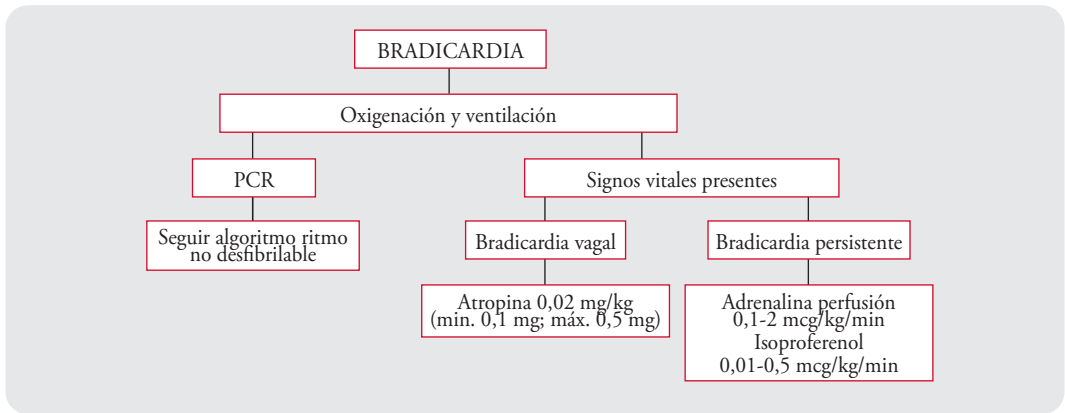 BRADICARDIA
Oxigenación y ventilación
PCR
Signos vitales presentes
Seguir algoritmo ritmo
no desfibrilable
Bradicardia vagal
Bradicardia persistente
Atropina 0,02 mg/kg
(min. 0,1 mg; máx. 0,5 mg)
Adrenalina perfusión
0,1-2 mcg/kg/min
Isoproferenol
0,01-0,5 mcg/kg/min